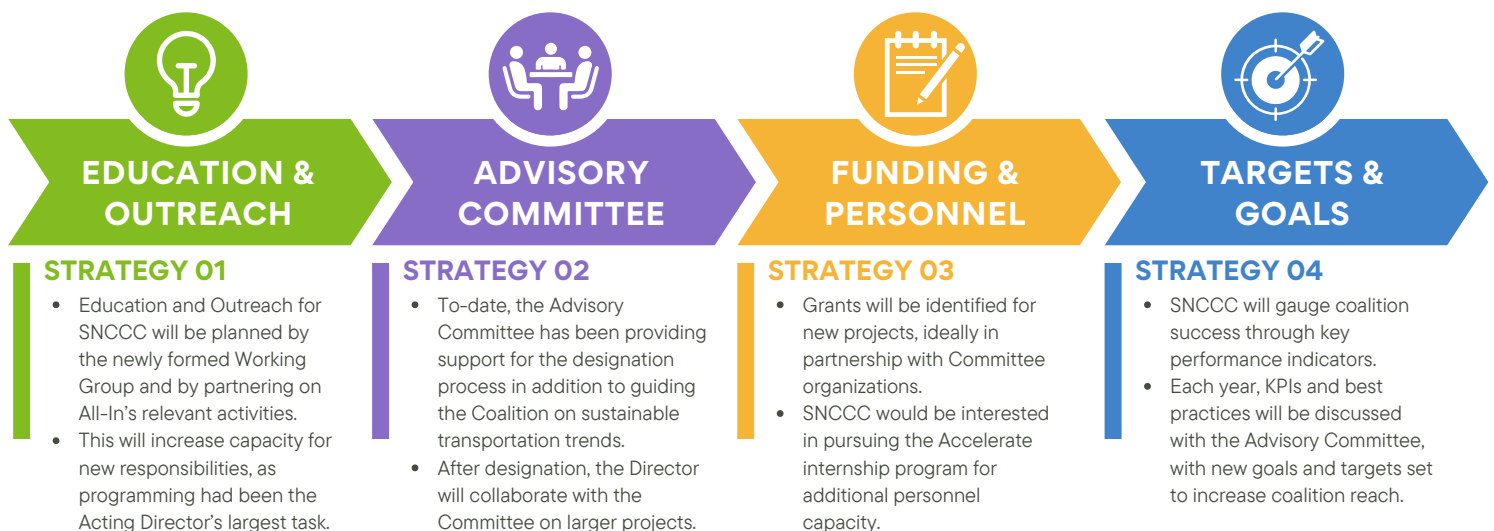 EDUCATION &
OUTREACH
STRATEGY 01
• Education and Outreach for
SNCCC will be planned by
the newly formed Working
Group and by partnering on
All-In's relevant activities.
• This will increase capacity for
new responsibilities, as
programming had been the
Acting Director's largest task.
ADVISORY
COMMITTEE
STRATEGY 02
• To-date, the Advisory
Committee has been providing
support for the designation
process in addition to guiding
the Coalition on sustainable
transportation trends.
• After designation, the Director
will collaborate with the
Committee on larger projects.
FUNDING &
PERSONNEL
STRATEGY 03
• Grants will be identified for
new projects, ideally in
partnership with Committee
organizations.
• SNCCC would be interested
in pursuing the Accelerate
internship program for
additional personnel
capacity.
TARGETS &
GOALS
STRATEGY 04
• SNCCC will gauge coalition
success through key
performance indicators.
• Each year, KPIs and best
practices will be discussed
with the Advisory Committee,
with new goals and targets set
to increase coalition reach.